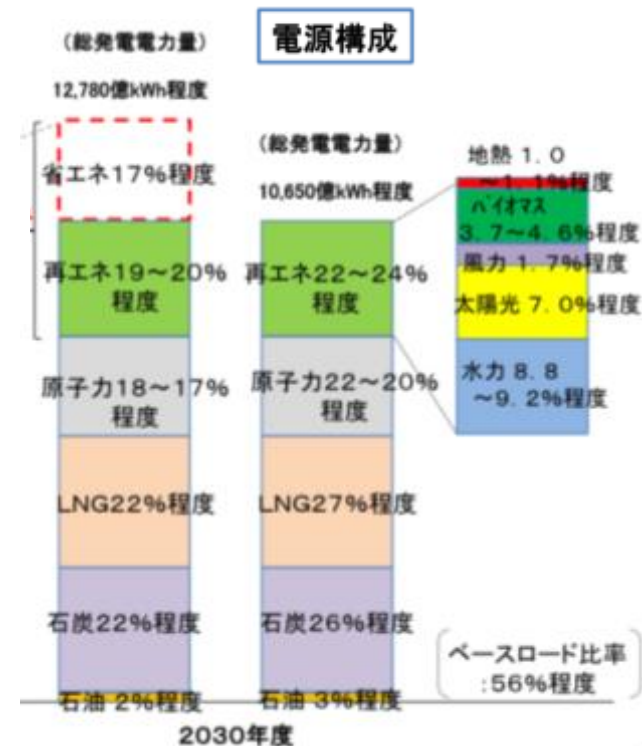 電源構成
(総発電電力量)
12,780億kWh程度
省エネ17%程度
再エネ19～20%
程度
原子力18～17%
程度
LNG22%程度
石炭22%程度
石油 2%程度
(総発電電力量)
10,650億kWh程度
再エネ22～24%
程度
原子力22～20%
程度
LNG27%程度
石炭26%程度
石油 3%程度
地熱 1.0
～1.1%程度
バイオマス
3.7～4.6%程度
風力 1.7%程度
太陽光 7.0%程度
水力 8.8
～9.2%程度
ベースロード比率
:56%程度
2030年度